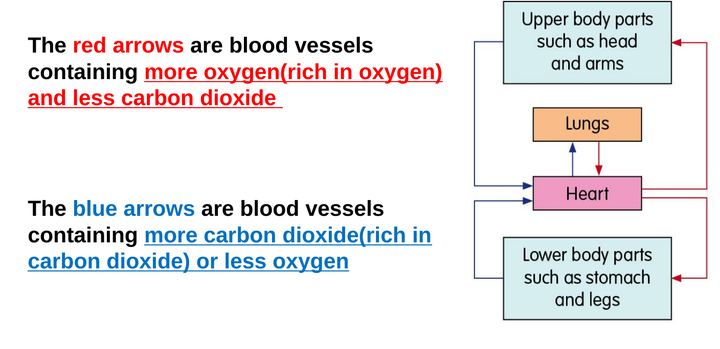 The red arrows are blood vessels
containing more oxygen(rich in oxygen)
and less carbon dioxide
The blue arrows are blood vessels
containing more carbon dioxide(rich in
carbon dioxide) or less oxygen
Upper body parts
such as head
and arms
Lungs
Heart
Lower body parts
such as stomach
and legs